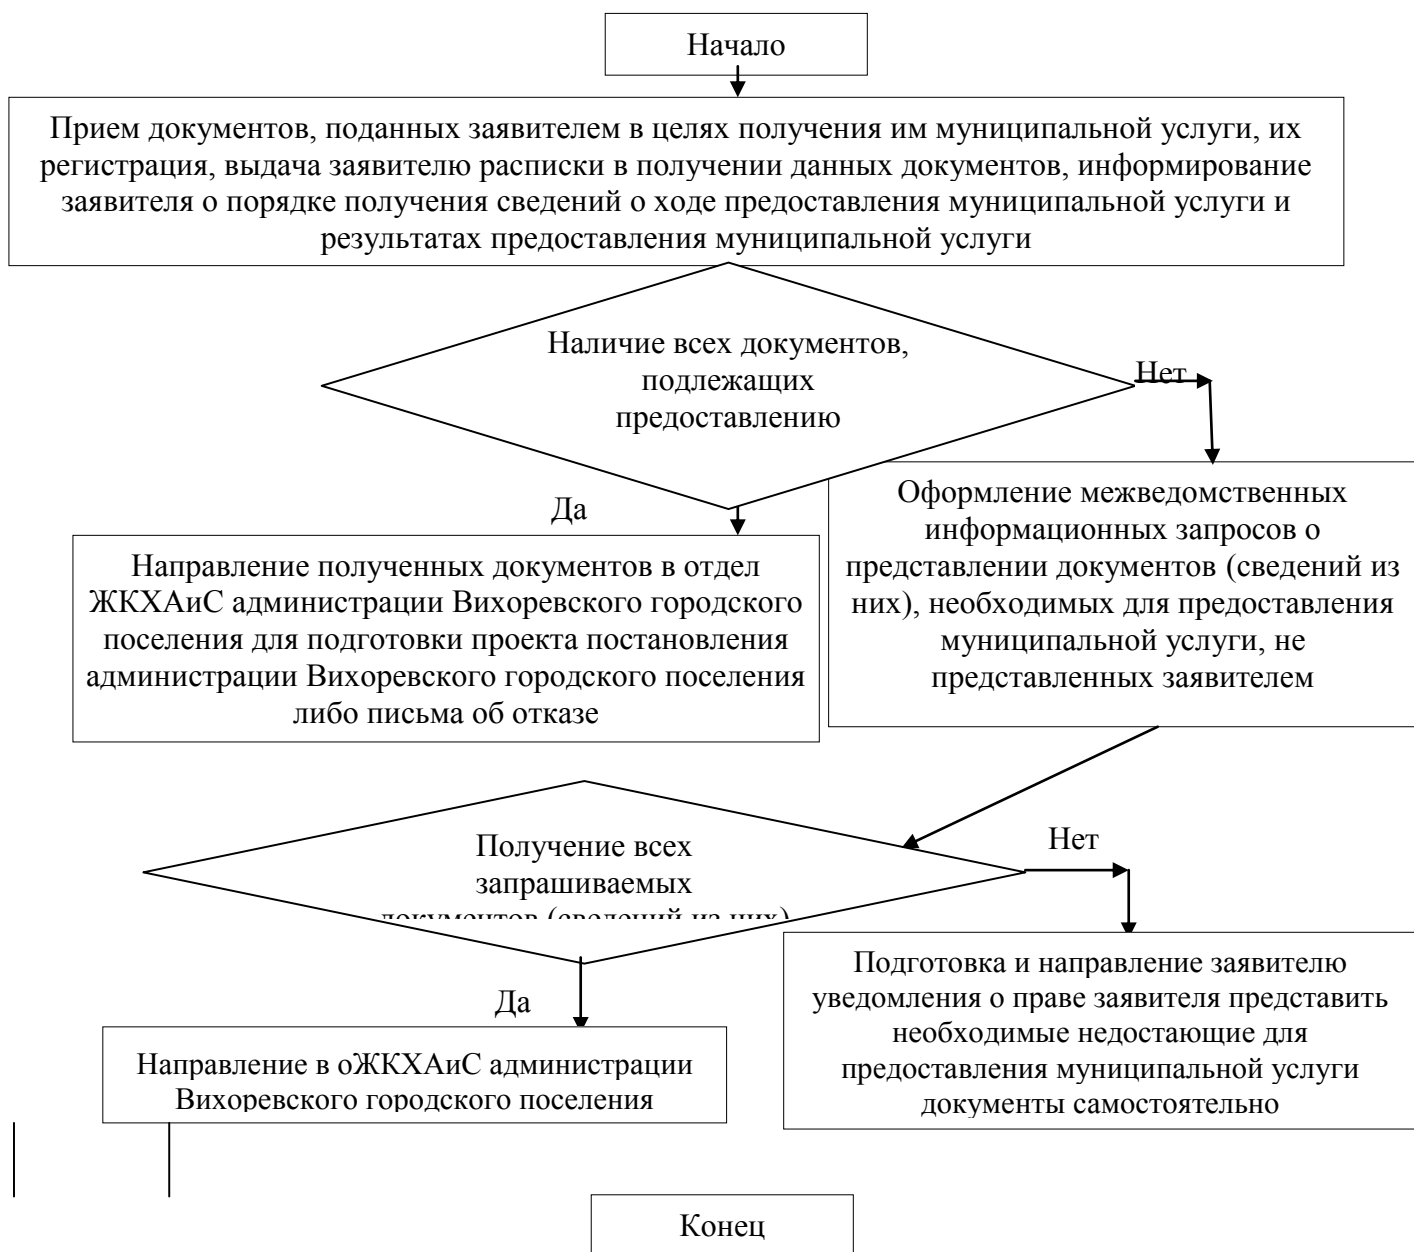 Начало
Прием документов, поданных заявителем в целях получения им муниципальной услуги, их
регистрация, выдача заявителю расписки в получении данных документов, информирование
заявителя о порядке получения сведений о ходе предоставления муниципальной услуги и
результатах предоставления муниципальной услуги
Наличие всех документов,
подлежащих
предоставлению
Нет
Да
Оформление межведомственных
информационных запросов о
представлении документов (сведений из
них), необходимых для предоставления
муниципальной услуги, не
представленных заявителем
Направление полученных документов в отдел
ЖКХАиС администрации Вихоревского городского
поселения для подготовки проекта постановления
администрации Вихоревского городского поселения
либо письма об отказе
Получение всех
запрашиваемых
документов (сведений из них)
Нет
Да
Подготовка и направление заявителю
уведомления о праве заявителя представить
необходимые недостающие для
предоставления муниципальной услуги
документы самостоятельно
Направление в оЖКХАиС администрации
Вихоревского городского поселения
Конец